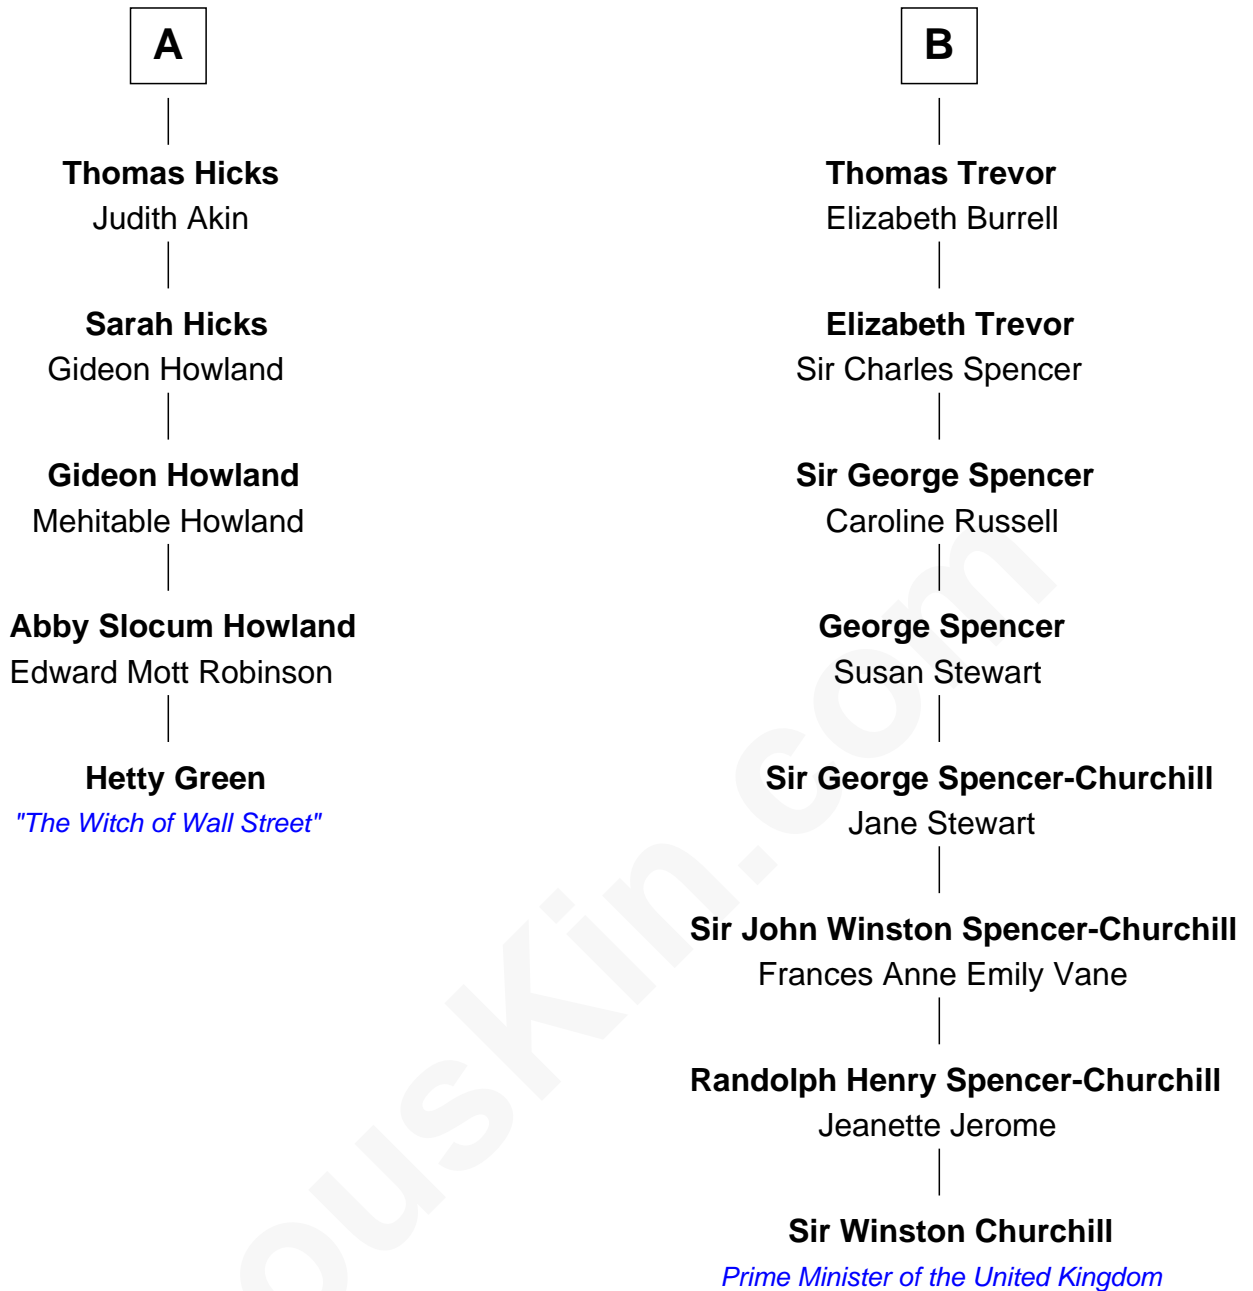 A
Thomas Hicks
Judith Akin
Sarah Hicks
Gideon Howland
Gideon Howland
Mehitable Howland
Abby Slocum Howland
Edward Mott Robinson
Hetty Green
"The Witch of Wall Street"
B
Thomas Trevor
Elizabeth Burrell
Elizabeth Trevor
Sir Charles Spencer
Sir George Spencer
Caroline Russell
George Spencer
Susan Stewart
Sir George Spencer-Churchill
Jane Stewart
Sir John Winston Spencer-Churchill
Frances Anne Emily Vane
Randolph Henry Spencer-Churchill
Jeanette Jerome
Sir Winston Churchill
Prime Minister of the United Kingdom
ousKin.com